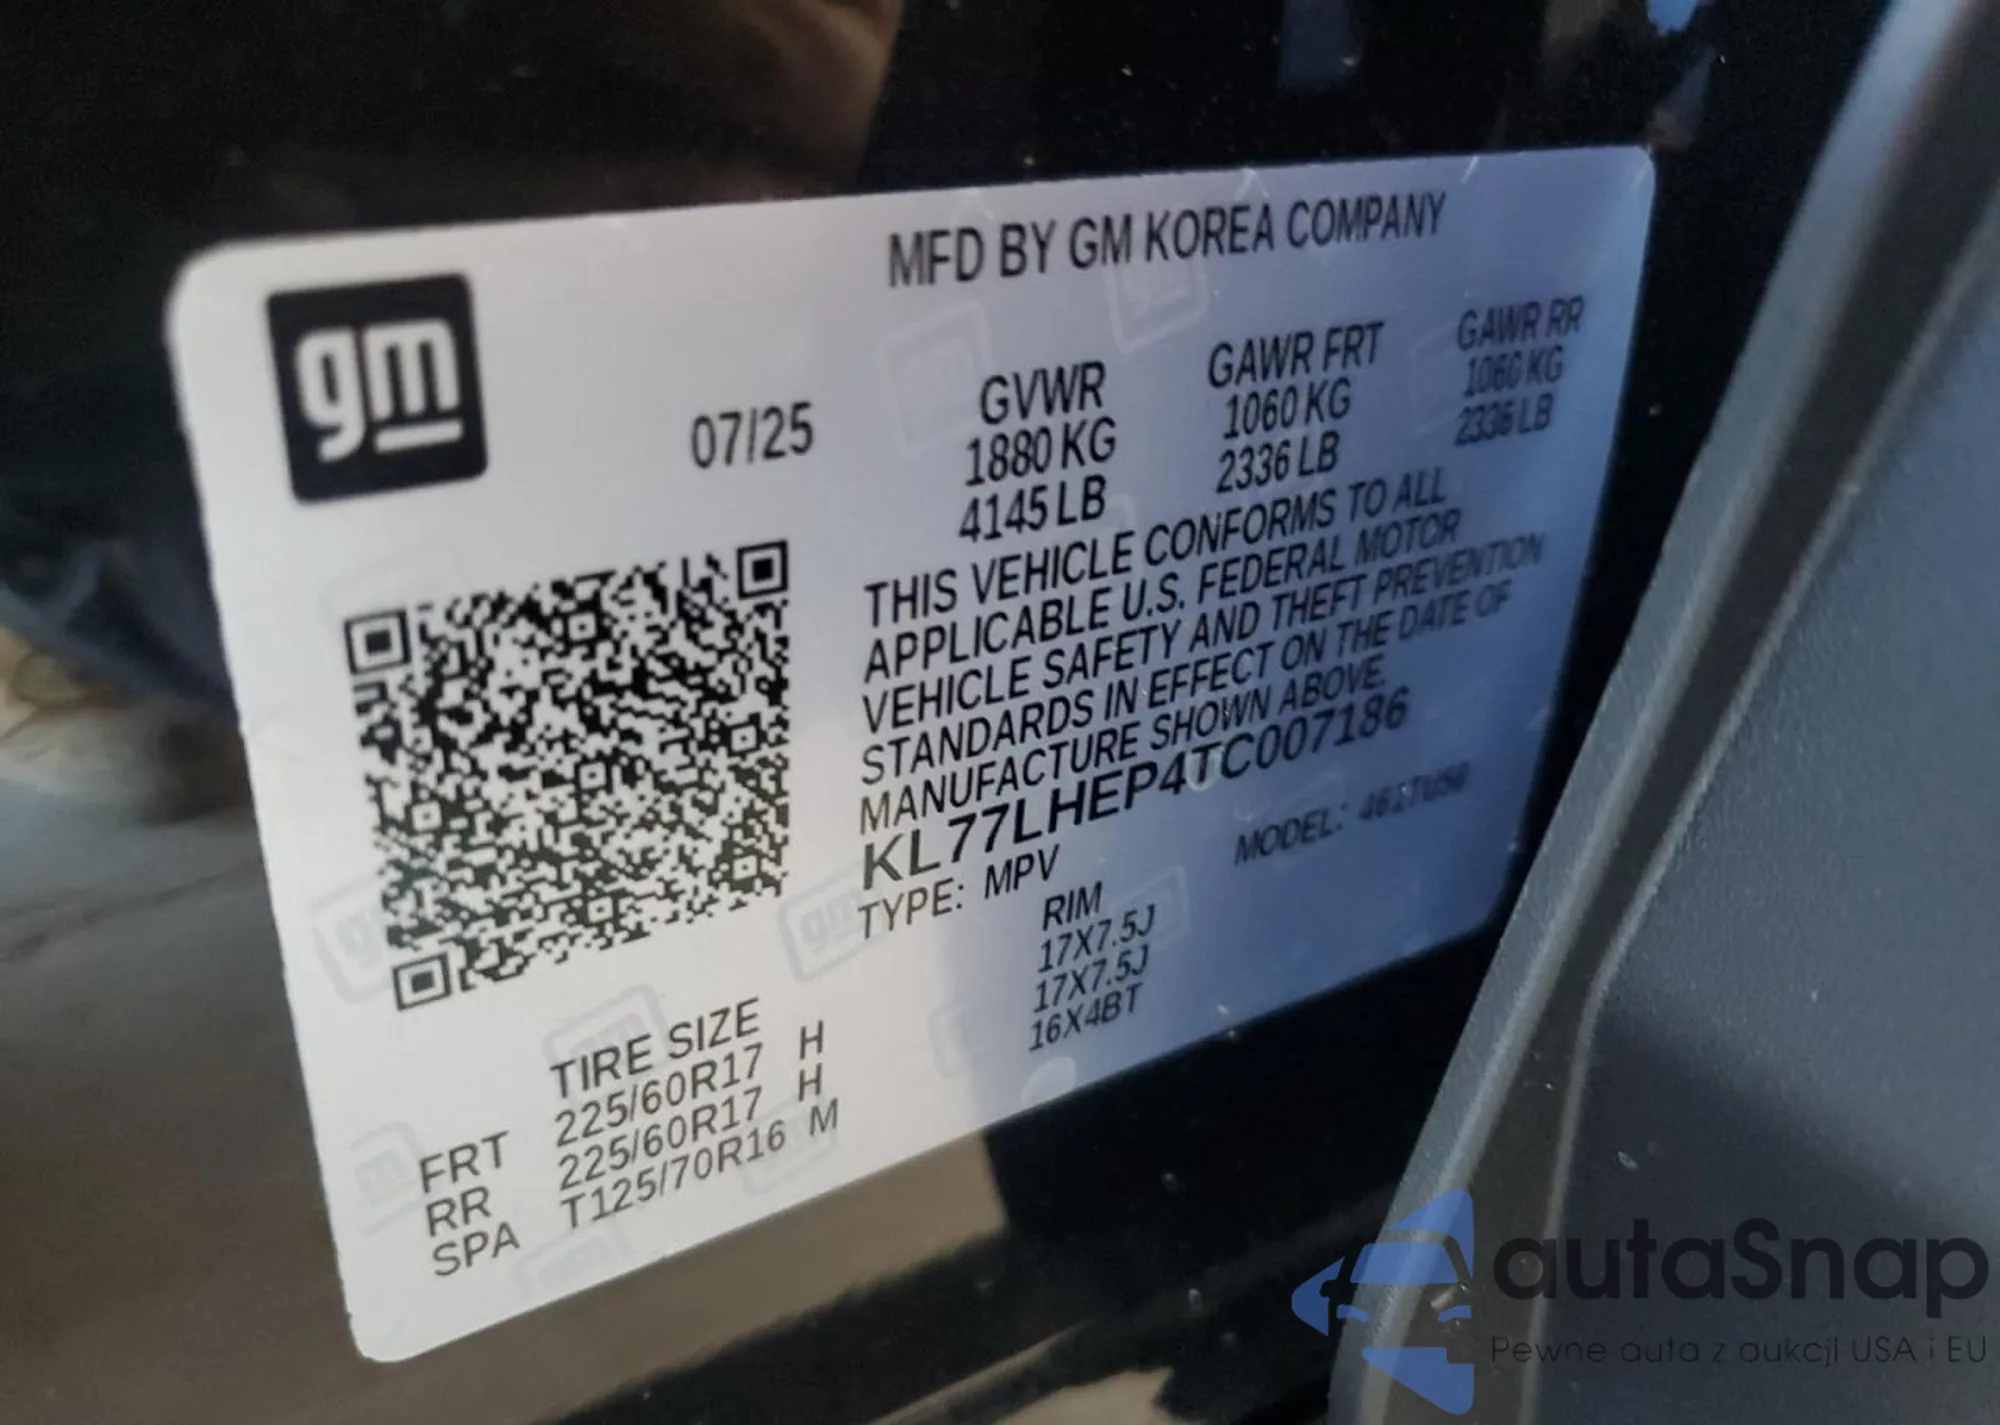 gm
MFD BY GM KOREA COMPANY
07/25
GVWR
1880 KG
4145 LB
GAWR FRT
1060 KG
2336 LB
GAWR RR
1060 KG
2336 LB
THIS VEHICLE CONFORMS TO ALL
APPLICABLE U.S. FEDERAL MOTOR
VEHICLE SAFETY AND THEFT PREVENTION
STANDARDS IN EFFECT ON THE DATE OF
MANUFACTURE SHOWN ABOVE.
KL77LHEP4TC007186
TYPE: MPV
MODEL:
TIRE SIZE
RIM
FRT 225/60R17 H 17X7.5J
RR 225/60R17 H 17X7.5J
SPA T125/70R16 M 16X4BT
autaSnap
Pewne auta z aukcji USA i EU